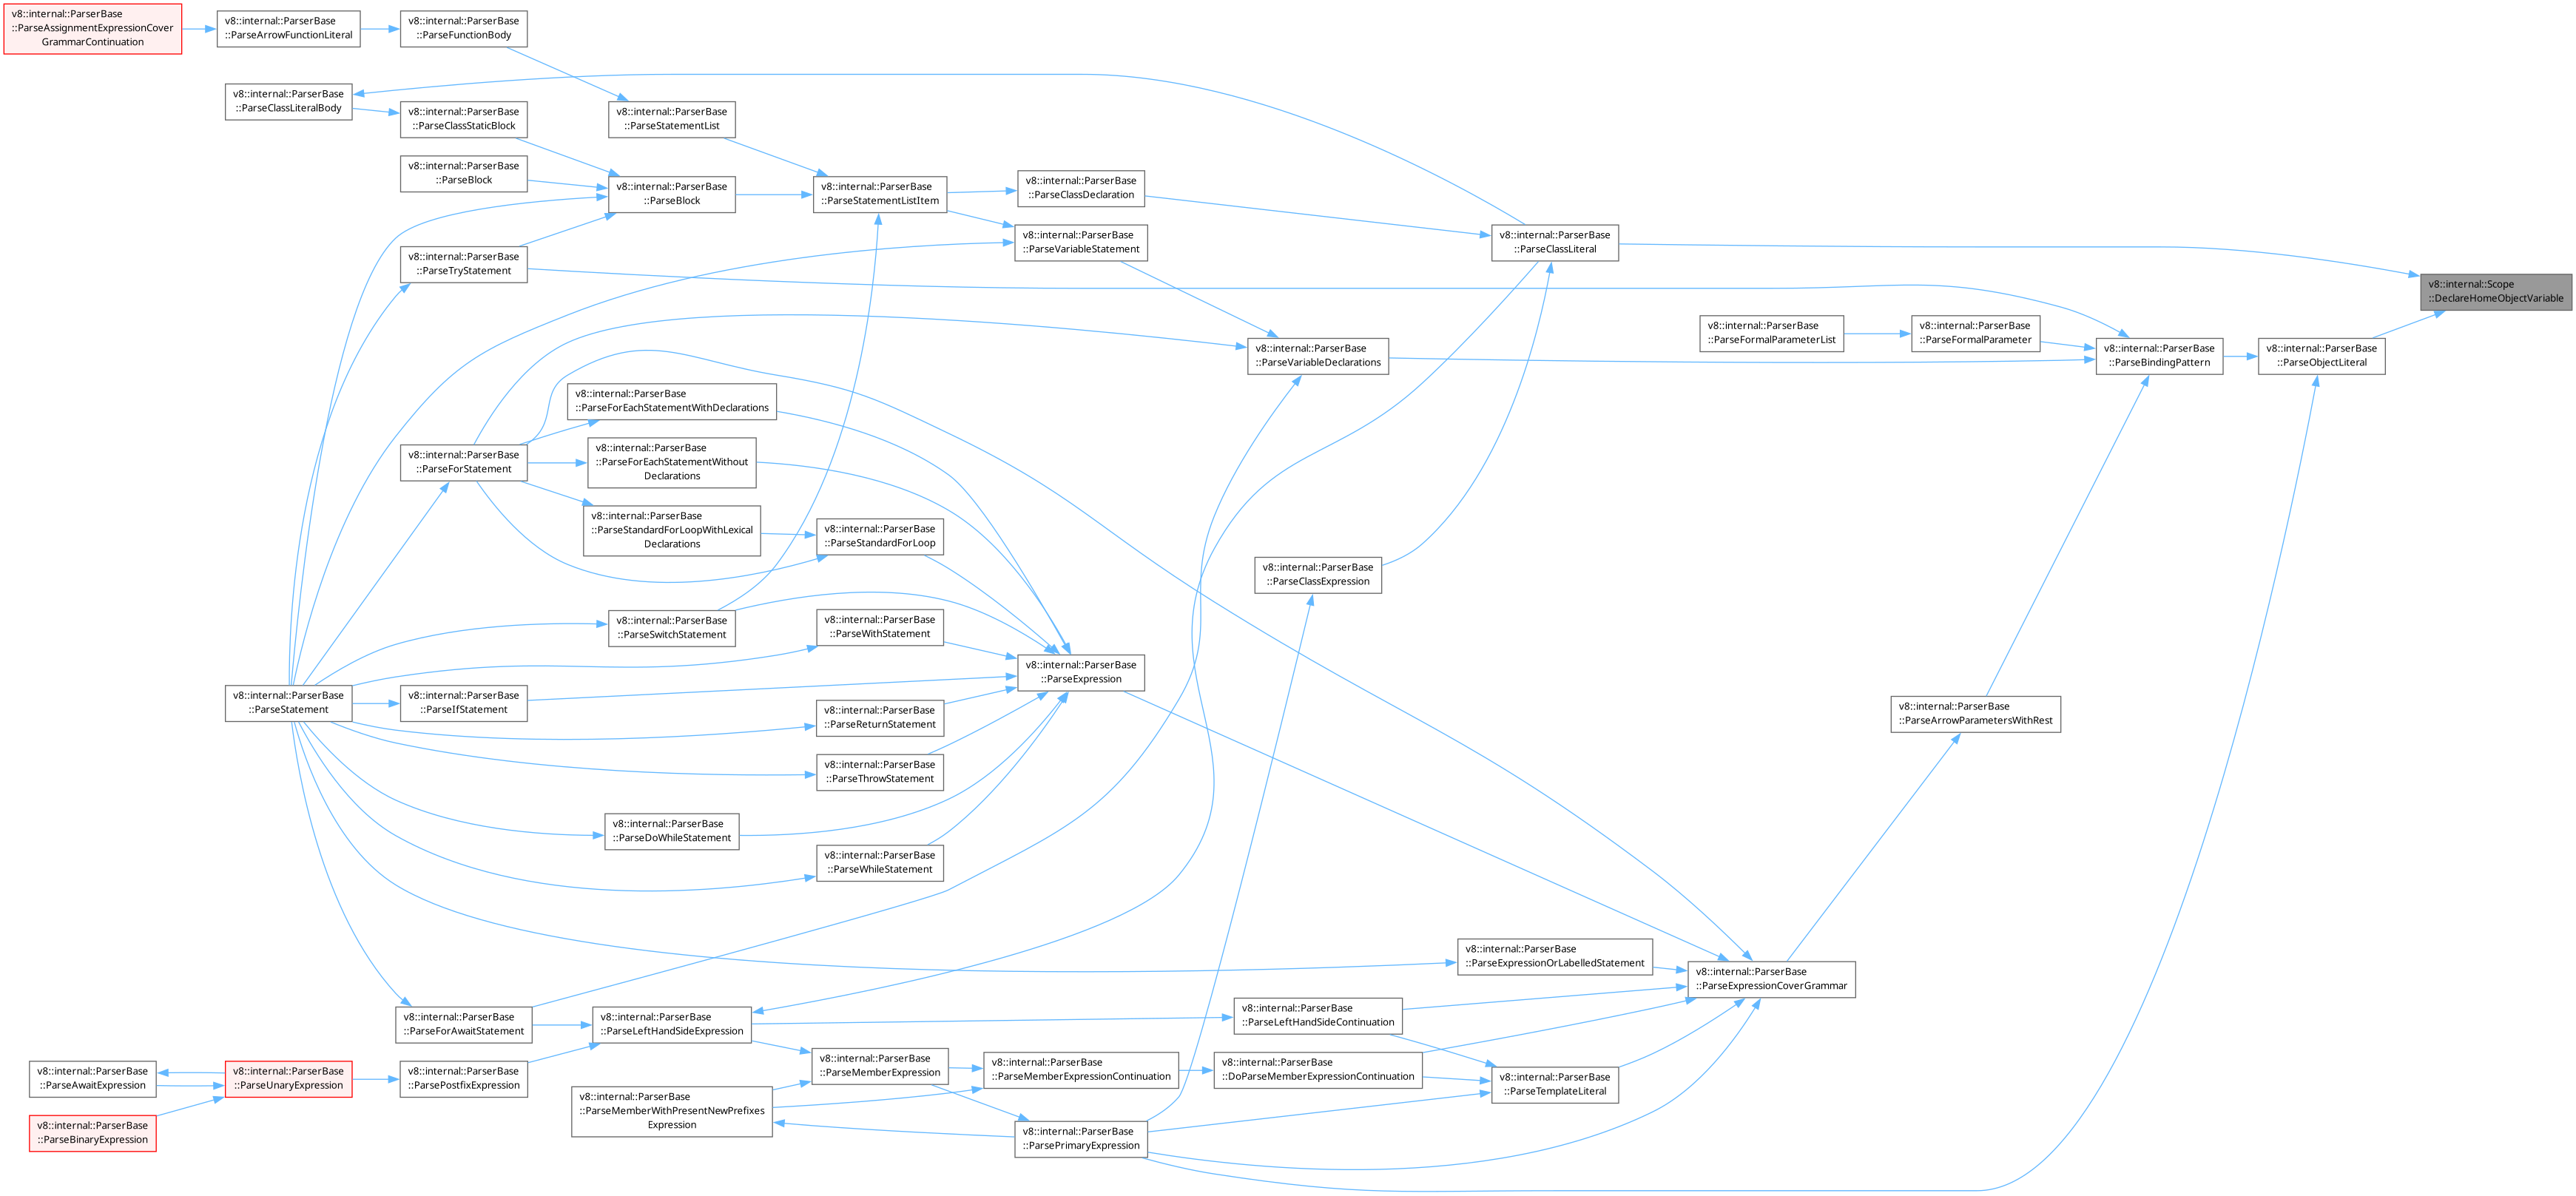 v8::internal::ParserBase
::ParseAssignmentExpressionCover
GrammarContinuation
v8::internal::ParserBase
::ParseArrowFunctionLiteral
v8::internal::ParserBase
::ParseFunctionBody
v8::internal::ParserBase
::ParseClassLiteralBody
v8::internal::ParserBase
::ParseClassStaticBlock
v8::internal::ParserBase
::ParseStatementList
v8::internal::ParserBase
::ParseBlock
v8::internal::ParserBase
::ParseBlock
v8::internal::ParserBase
::ParseStatementListItem
v8::internal::ParserBase
::ParseClassDeclaration
v8::internal::ParserBase
::ParseVariableStatement
v8::internal::ParserBase
::ParseClassLiteral
v8::internal::ParserBase
::ParseTryStatement
v8::internal::Scope
::DeclareHomeObjectVariable
v8::internal::ParserBase
::ParseFormalParameterList
v8::internal::ParserBase
::ParseFormalParameter
v8::internal::ParserBase
::ParseVariableDeclarations
v8::internal::ParserBase
::ParseBindingPattern
v8::internal::ParserBase
::ParseObjectLiteral
v8::internal::ParserBase
::ParseForEachStatementWithDeclarations
v8::internal::ParserBase
::ParseForStatement
v8::internal::ParserBase
::ParseForEachStatementWithout
Declarations
v8::internal::ParserBase
::ParseStandardForLoopWithLexical
Declarations
v8::internal::ParserBase
::ParseStandardForLoop
v8::internal::ParserBase
::ParseClassExpression
v8::internal::ParserBase
::ParseSwitchStatement
v8::internal::ParserBase
::ParseWithStatement
v8::internal::ParserBase
::ParseExpression
v8::internal::ParserBase
::ParseStatement
v8::internal::ParserBase
::ParseIfStatement
v8::internal::ParserBase
::ParseReturnStatement
v8::internal::ParserBase
::ParseArrowParametersWithRest
v8::internal::ParserBase
::ParseThrowStatement
v8::internal::ParserBase
::ParseDoWhileStatement
v8::internal::ParserBase
::ParseWhileStatement
v8::internal::ParserBase
::ParseExpressionOrLabelledStatement
v8::internal::ParserBase
::ParseExpressionCoverGrammar
v8::internal::ParserBase
::ParseForAwaitStatement
v8::internal::ParserBase
::ParseLeftHandSideExpression
v8::internal::ParserBase
::ParseLeftHandSideContinuation
v8::internal::ParserBase
::ParseAwaitExpression
v8::internal::ParserBase
::ParseUnaryExpression
v8::internal::ParserBase
::ParsePostfixExpression
v8::internal::ParserBase
::ParseMemberExpression
v8::internal::ParserBase
::ParseMemberExpressionContinuation
v8::internal::ParserBase
::DoParseMemberExpressionContinuation
v8::internal::ParserBase
::ParseTemplateLiteral
v8::internal::ParserBase
::ParseBinaryExpression
v8::internal::ParserBase
::ParseMemberWithPresentNewPrefixes
Expression
v8::internal::ParserBase
::ParsePrimaryExpression